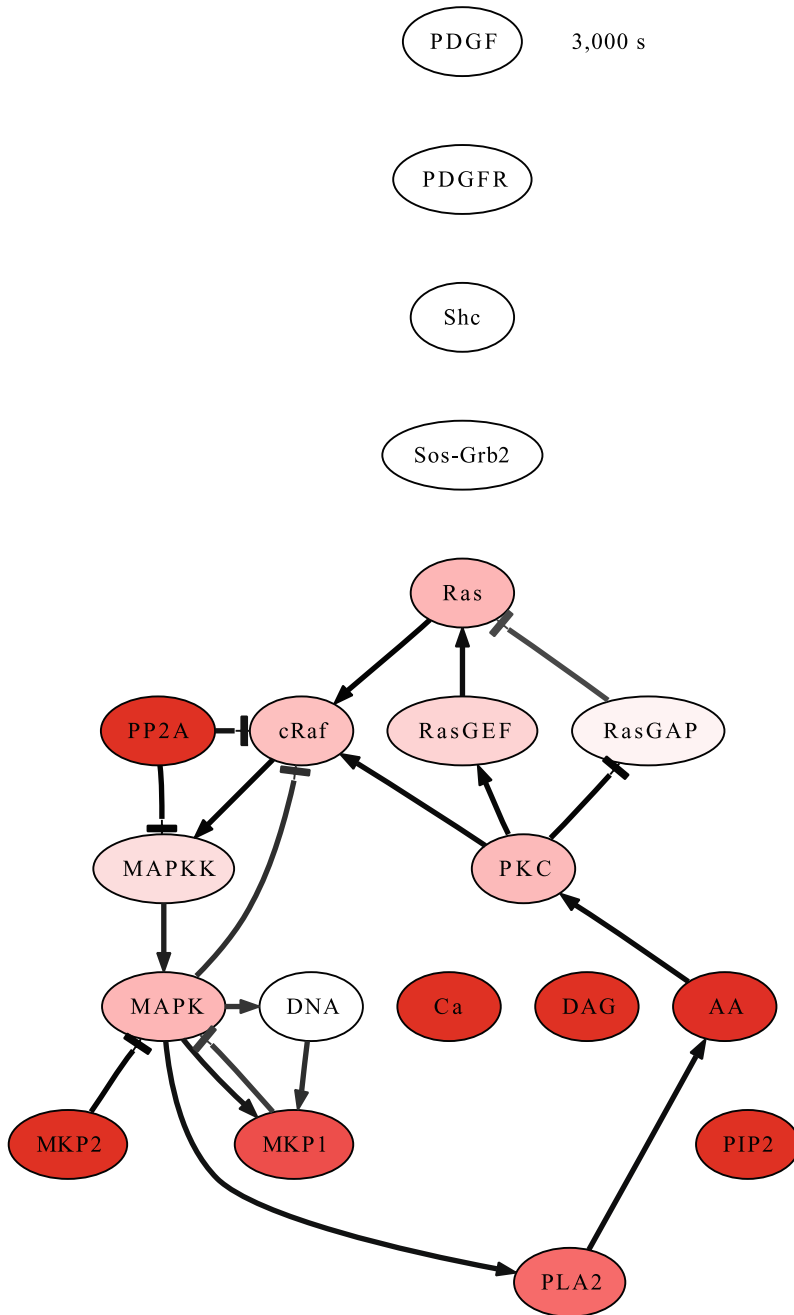 PDGF 3,000 s
PDGFR
Shc
Sos-Grb2
Ras
PP2A cRaf RasGEF RasGAP
MAPKK PKC
MAPK DNA Ca DAG AA
MKP2 MKP1 PIP2
PLA2